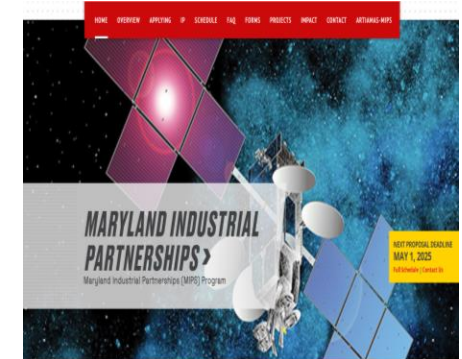 HOME OVERVIEW APPLYING IP SCHEDULE FAQ FORMS PROJECTS IMPACT CONTACT ARTIAMAS-MIPS
MARYLAND INDUSTRIAL
PARTNERSHIPS >
Maryland Industrial Partnerships [MIPS] Program
NEXT PROPOSAL DEADLINE
MAY 1, 2025
Full Schedule | Contact Us